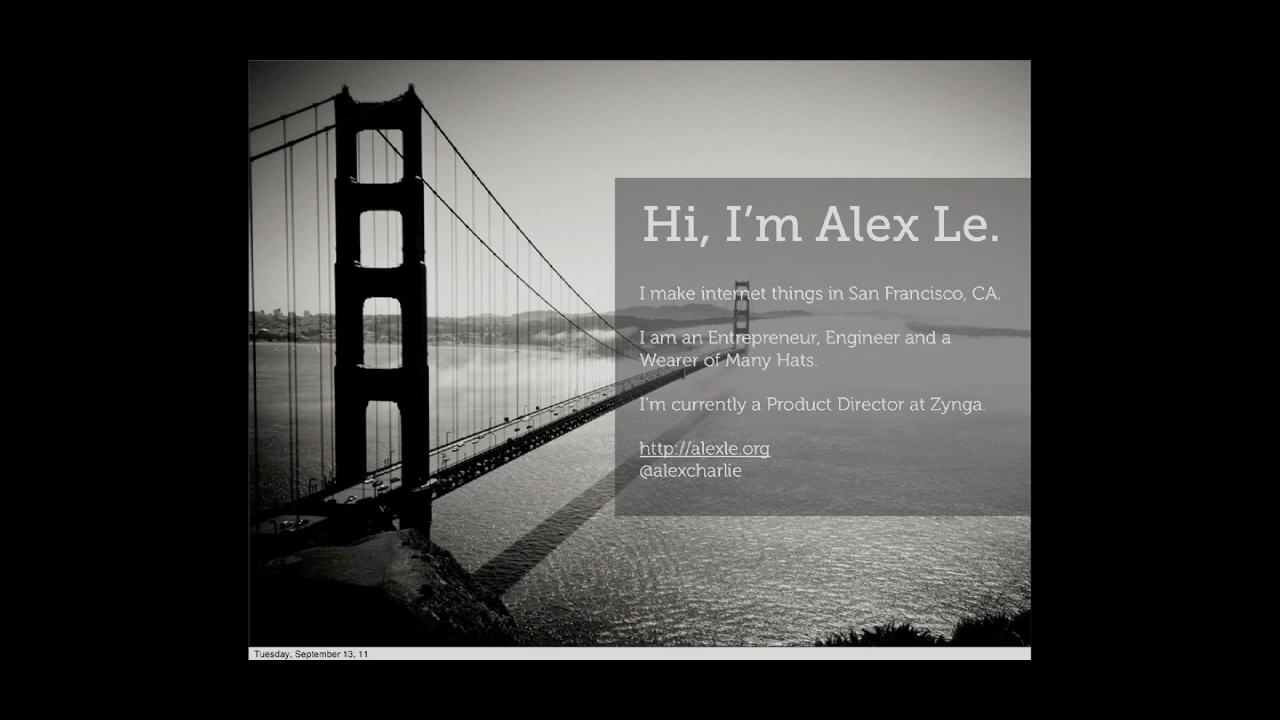 Hi, I'm Alex Le.
I make internet things in San Francisco, CA.
I am an Entrepreneur, Engineer and a
Wearer of Many Hats.
I'm currently a Product Director at Zynga.
http://alexle.org
@alexcharlie
Tuesday, September 13, 11